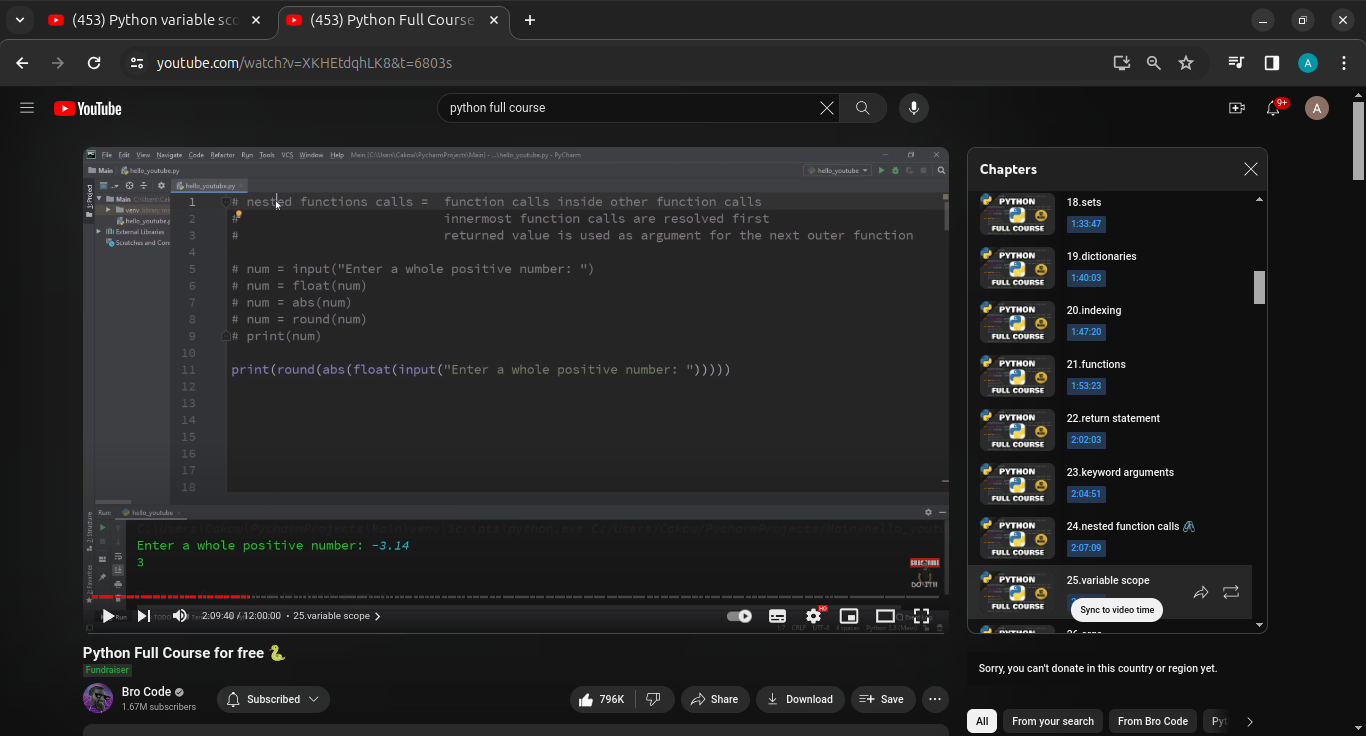 (453) Python variable sco
(453) Python Full Course
youtube.com/watch?v=XKHEtdqhLK8&t=6803s
A
YouTube
python full course
9+
A
File Edit View Navigate Code Refactor Run Tools VCS Window Help Main [C:\Users\Cakow\PycharmProjects\Main] - ...\hello_youtube.py - PyCharm
Main hello_youtube.py
hello_youtube
hello_youtube.py
1:Project
Main
venv library root
hello_youtube.p
External Libraries
Scratches and Con
1 # nested functions calls = function calls inside other function calls
2 # innermost function calls are resolved first
3 # returned value is used as argument for the next outer function
4
5 # num = input("Enter a whole positive number: ")
6 # num = float(num)
7 # num = abs(num)
8 # num = round(num)
9 # print(num)
10
11 print(round(abs(float(input("Enter a whole positive number: ")))))
12
13
14
15
16
17
18
Run: hello_youtube
Enter a whole positive number: -3.14
3
SUBSCRIBE
DO IT!!!
2:09:40 / 12:00:00 • 25.variable scope
HD
Python Full Course for free
Fundraiser
Bro Code
1.67M subscribers
Subscribed
796K
Share
Download
Save
Chapters
18.sets
1:33:47
19.dictionaries
1:40:03
20.indexing
1:47:20
21.functions
1:53:23
22.return statement
2:02:03
23.keyword arguments
2:04:51
24.nested function calls
2:07:09
25.variable scope
Sync to video time
PYTHON
FULL COURSE
PYTHON
FULL COURSE
PYTHON
FULL COURSE
PYTHON
FULL COURSE
PYTHON
FULL COURSE
PYTHON
FULL COURSE
PYTHON
FULL COURSE
PYTHON
FULL COURSE
Sorry, you can't donate in this country or region yet.
All
From your search
From Bro Code
Pyt